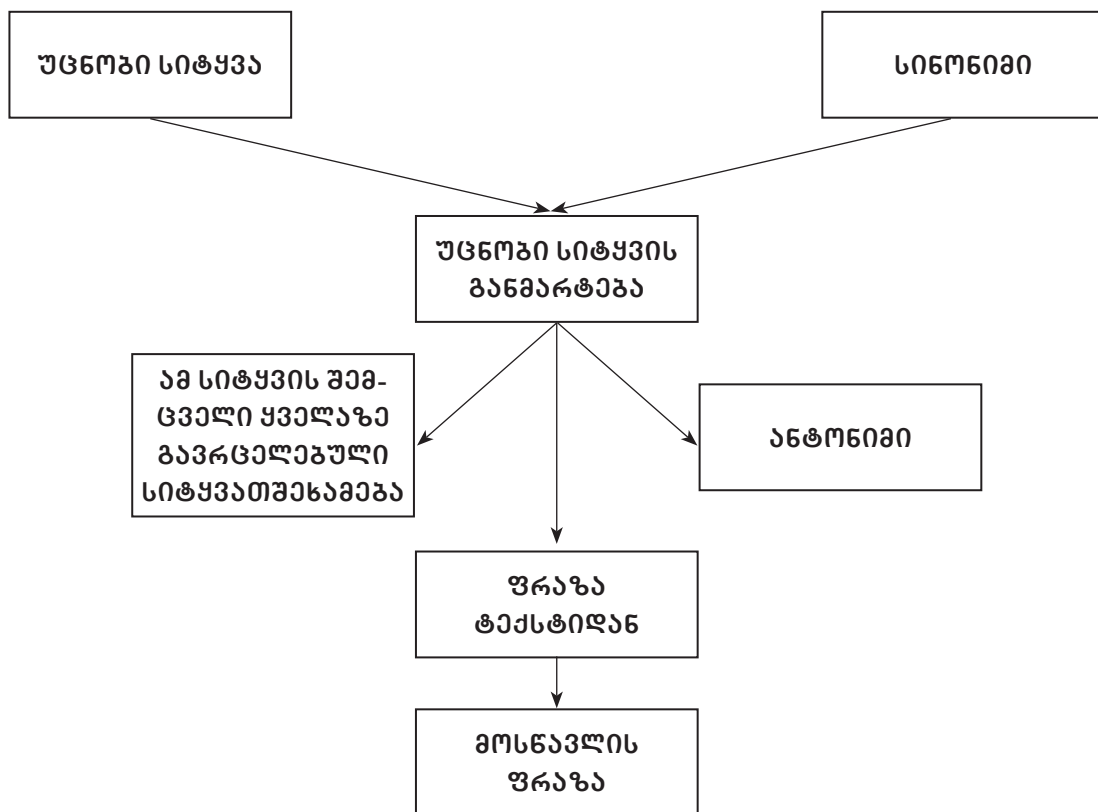 უცნობი სიტყვა
სინონიმი
უცნობი სიტყვის
განმარტება
ამ სიტყვის შემ-
ცველი ყველაზე
გავრცელებული
სიტყვათშეხამება
ანტონიმი
ფრაზა
ტექსტიდან
მოსწავლის
ფრაზა